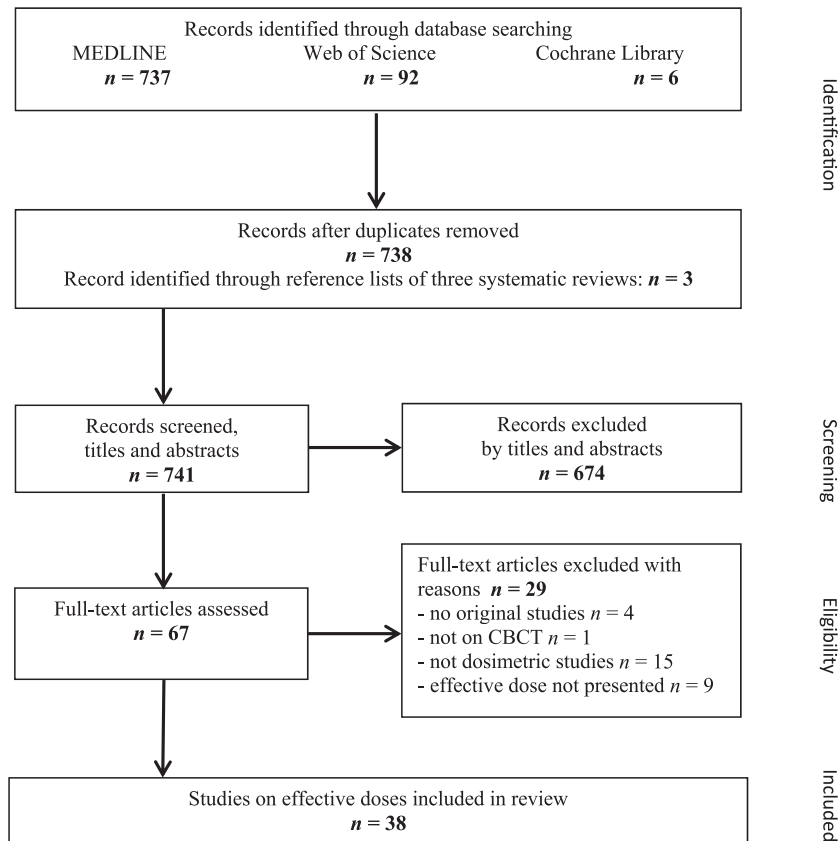 Records identified through database searching
MEDLINE Web of Science Cochrane Library
n = 737 n = 92 n = 6
Identification
Records after duplicates removed
n = 738
Record identified through reference lists of three systematic reviews: n = 3
Records screened,
titles and abstracts
n = 741
Records excluded
by titles and abstracts
n = 674
Screening
Full-text articles assessed
n = 67
Full-text articles excluded with
reasons n = 29
- no original studies n = 4
- not on CBCT n = 1
- not dosimetric studies n = 15
- effective dose not presented n = 9
Eligibility
Studies on effective doses included in review
n = 38
Included